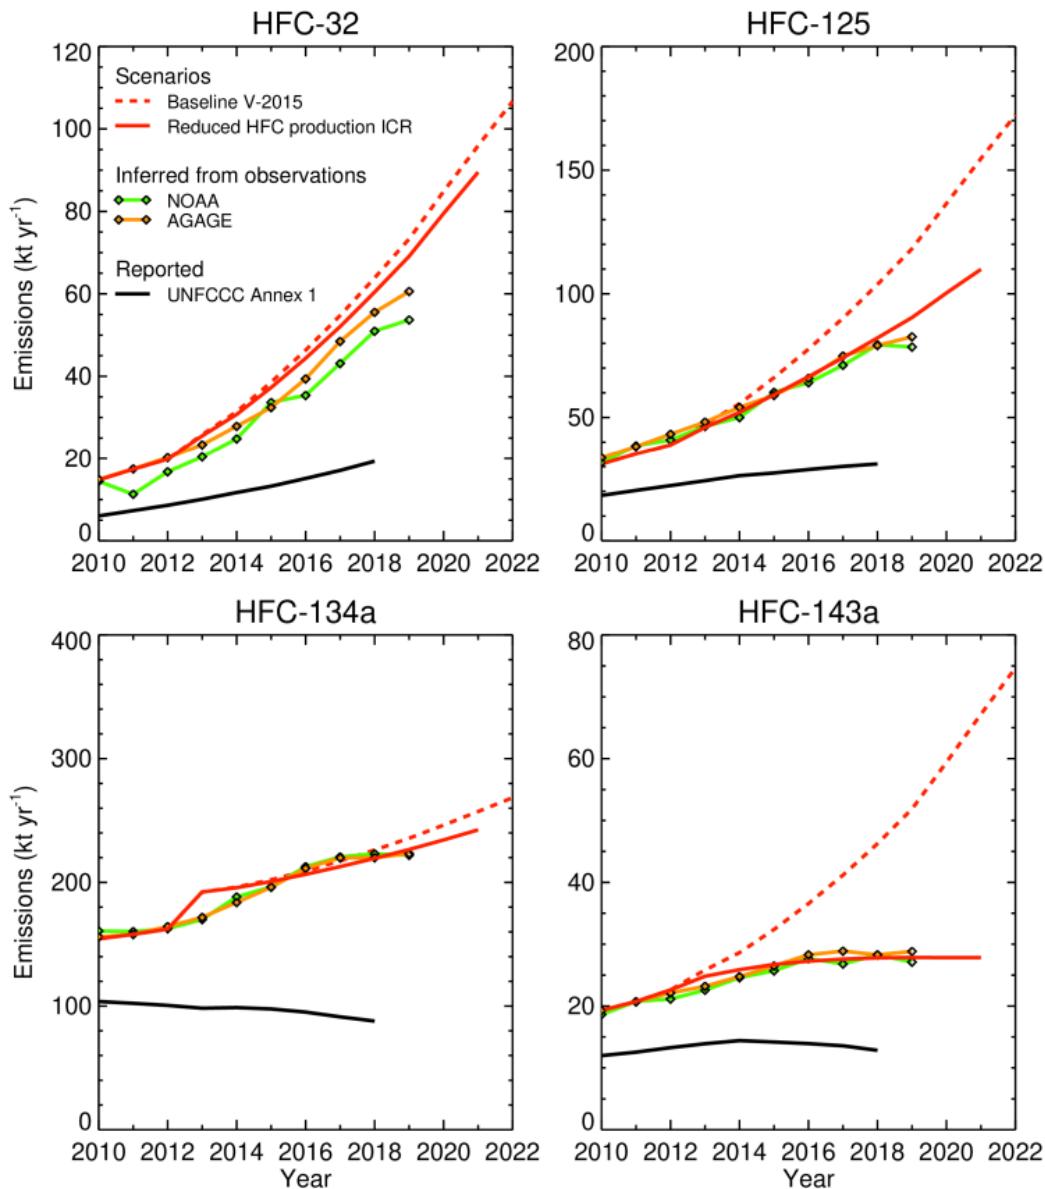 HFC-32
120
100
80
60
40
20
0
Emissions (kt yr-1)
Scenarios
Baseline V-2015
Reduced HFC production ICR
Inferred from observations
NOAA
AGAGE
Reported
UNFCCC Annex 1
2010 2012 2014 2016 2018 2020 2022
HFC-125
200
150
100
50
0
2010 2012 2014 2016 2018 2020 2022
HFC-134a
400
300
200
100
0
Emissions (kt yr-1)
2010 2012 2014 2016 2018 2020 2022
Year
HFC-143a
80
60
40
20
0
2010 2012 2014 2016 2018 2020 2022
Year